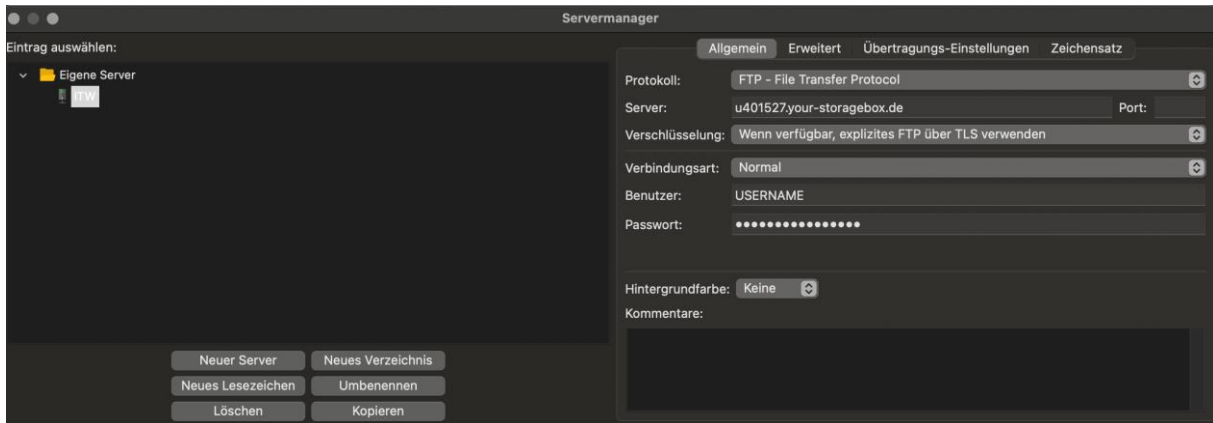 Servermanager
Eintrag auswählen:
Eigene Server
ITW
Neuer Server Neues Verzeichnis
Neues Lesezeichen Umbenennen
Löschen Kopieren
Allgemein Erweitert Übertragungs-Einstellungen Zeichensatz
Protokoll: FTP - File Transfer Protocol
Server: u401527.your-storagebox.de Port:
Verschlüsselung: Wenn verfügbar, explizites FTP über TLS verwenden
Verbindungsart: Normal
Benutzer: USERNAME
Passwort: ●●●●●●●●●●●●●●●●
Hintergrundfarbe: Keine
Kommentare: